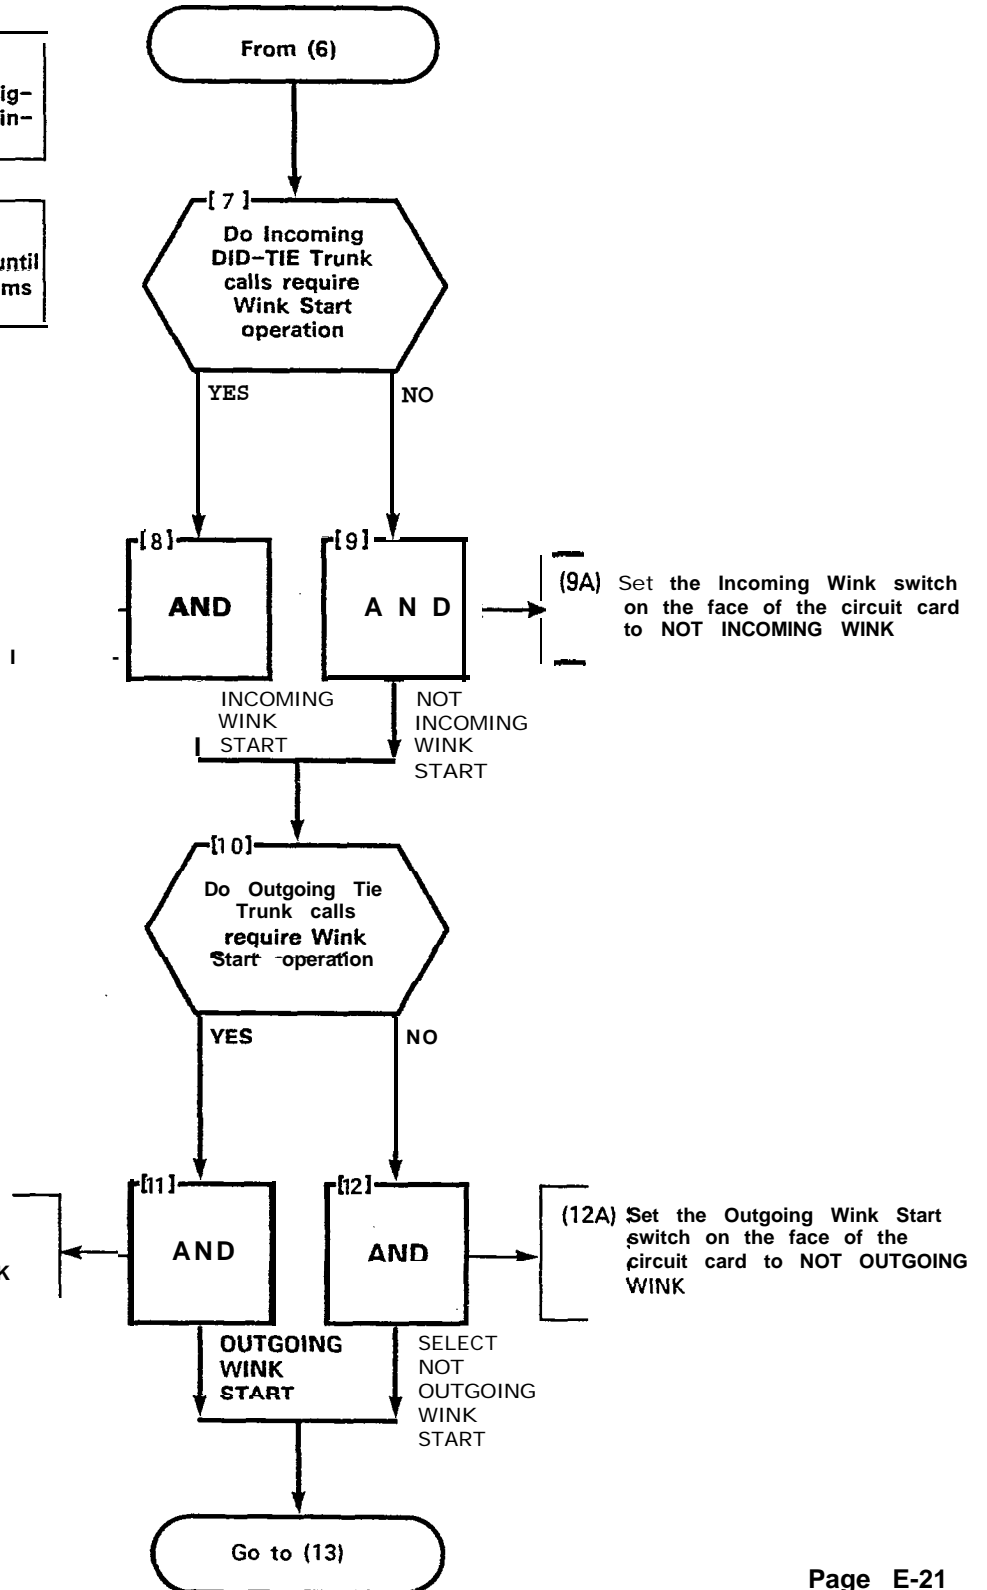 From (6)
ig-
in-
until
ms
[7]
Do Incoming
DID-TIE Trunk
calls require
Wink Start
operation
YES
NO
[8]
AND
[9]
A N D
(9A) Set the Incoming Wink switch
on the face of the circuit card
to NOT INCOMING WINK
INCOMING
WINK
START
NOT
INCOMING
WINK
START
[10]
Do Outgoing Tie
Trunk calls
require Wink
Start operation
YES
NO
[11]
AND
[12]
AND
(12A) Set the Outgoing Wink Start
switch on the face of the
circuit card to NOT OUTGOING
WINK
K
OUTGOING
WINK
START
SELECT
NOT
OUTGOING
WINK
START
Go to (13)
Page E-21